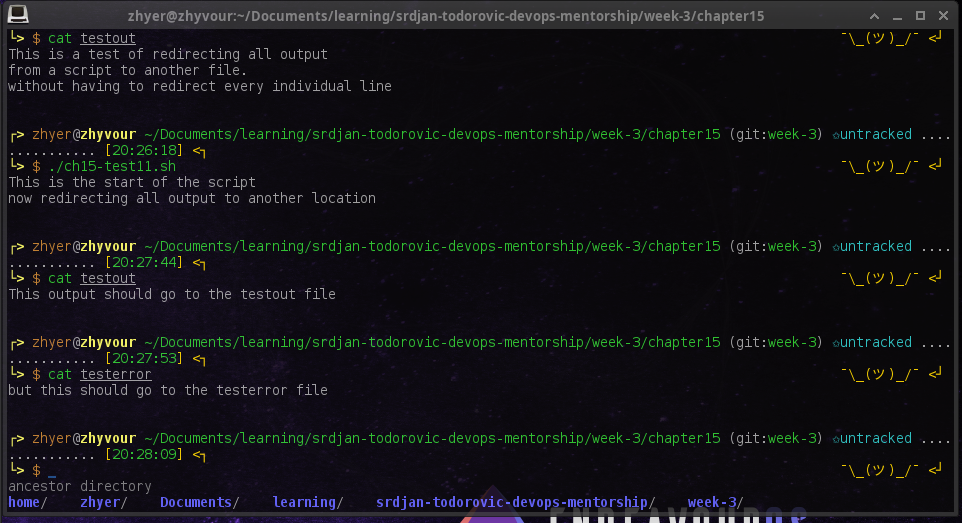 zhyer@zhyvour:~/Documents/learning/srdjan-todorovic-devops-mentorship/week-3/chapter15
└> $ cat testout ¯\_(ツ)_/¯ <┘
This is a test of redirecting all output
from a script to another file.
without having to redirect every individual line
┌> zhyer@zhyvour ~/Documents/learning/srdjan-todorovic-devops-mentorship/week-3/chapter15 (git:week-3) ✩untracked ....
........... [20:26:18] <┐
└> $ ./ch15-test11.sh ¯\_(ツ)_/¯ <┘
This is the start of the script
now redirecting all output to another location
┌> zhyer@zhyvour ~/Documents/learning/srdjan-todorovic-devops-mentorship/week-3/chapter15 (git:week-3) ✩untracked ....
........... [20:27:44] <┐
└> $ cat testout ¯\_(ツ)_/¯ <┘
This output should go to the testout file
┌> zhyer@zhyvour ~/Documents/learning/srdjan-todorovic-devops-mentorship/week-3/chapter15 (git:week-3) ✩untracked ....
........... [20:27:53] <┐
└> $ cat testerror ¯\_(ツ)_/¯ <┘
but this should go to the testerror file
┌> zhyer@zhyvour ~/Documents/learning/srdjan-todorovic-devops-mentorship/week-3/chapter15 (git:week-3) ✩untracked ....
........... [20:28:09] <┐
└> $ _ ¯\_(ツ)_/¯ <┘
ancestor directory
home/ zhyer/ Documents/ learning/ srdjan-todorovic-devops-mentorship/ week-3/